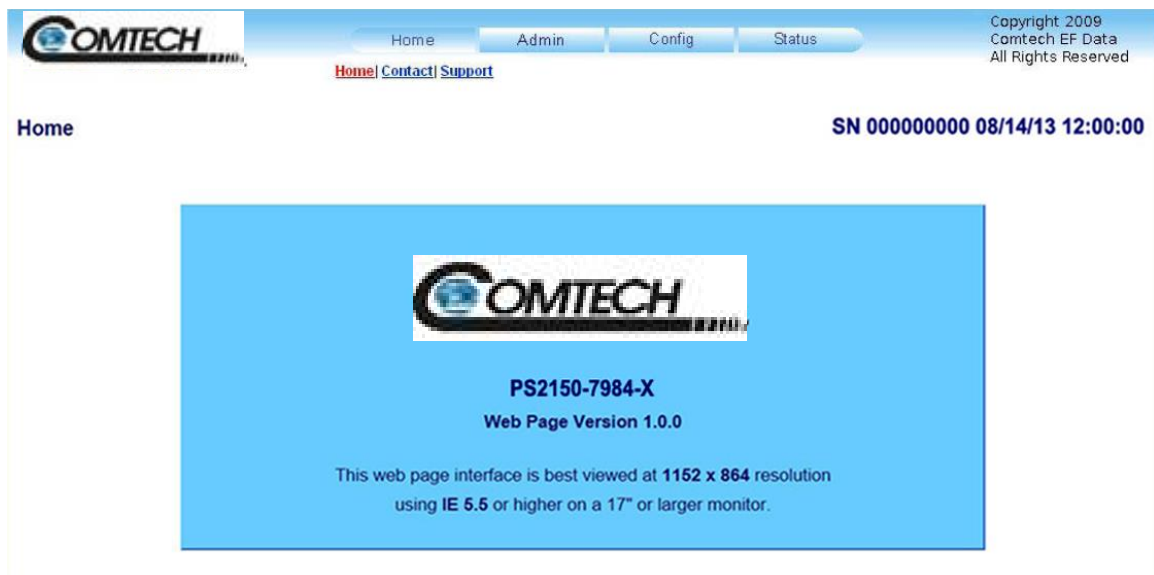 COMTECH
Home Admin Config Status
Copyright 2009
Comtech EF Data
All Rights Reserved
Home| Contact| Support
Home
SN 000000000 08/14/13 12:00:00
COMTECH
PS2150-7984-X
Web Page Version 1.0.0
This web page interface is best viewed at 1152 x 864 resolution
using IE 5.5 or higher on a 17" or larger monitor.